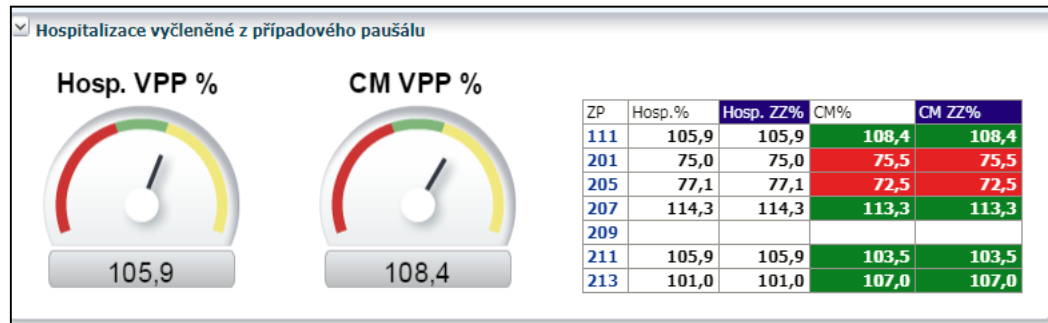 Hospitalizace vyčleněné z případového paušálu
Hosp. VPP %
CM VPP %
105,9
108,4
ZP Hosp.% Hosp. ZZ% CM% CM ZZ%
111 105,9 105,9 108,4 108,4
201 75,0 75,0 75,5 75,5
205 77,1 77,1 72,5 72,5
207 114,3 114,3 113,3 113,3
209
211 105,9 105,9 103,5 103,5
213 101,0 101,0 107,0 107,0